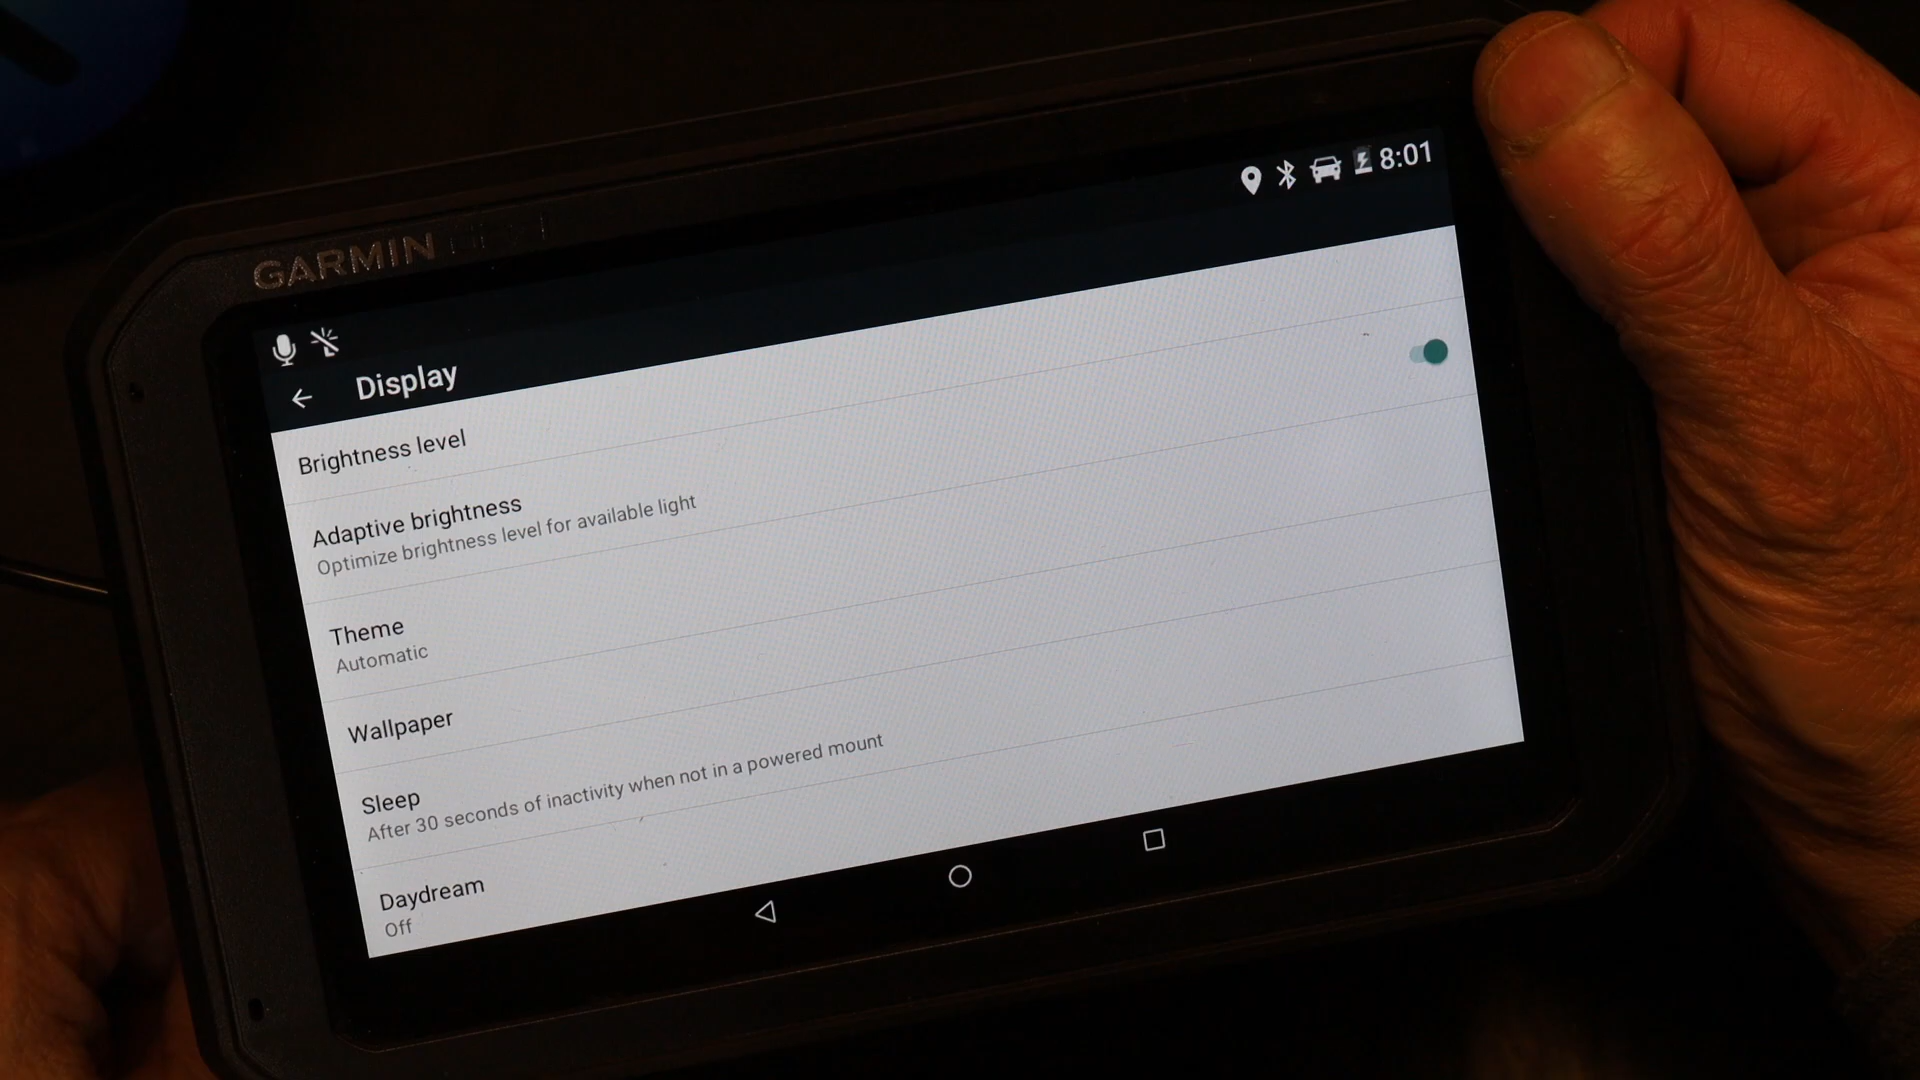 GARMIN
8:01
Display
Brightness level
Adaptive brightness
Optimize brightness level for available light
Theme
Automatic
Wallpaper
Sleep
After 30 seconds of inactivity when not in a powered mount
Daydream
Off